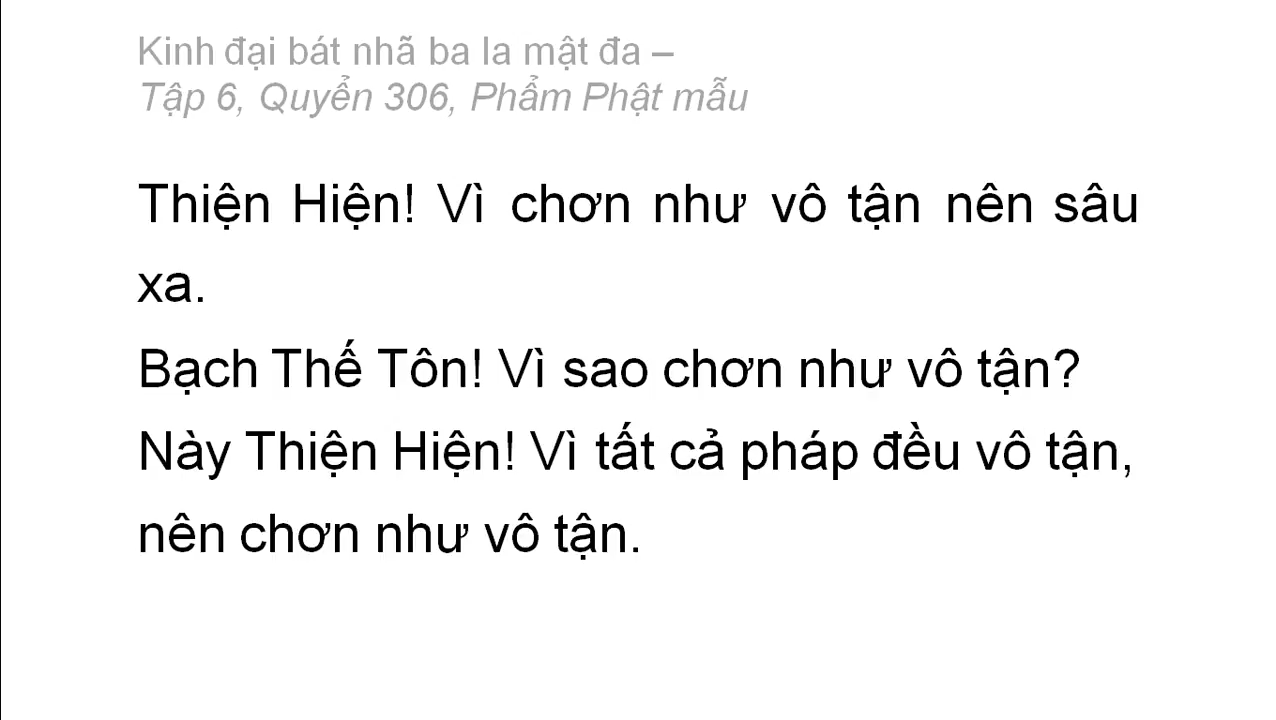 Kinh đại bát nhã ba la mật đa –
Tập 6, Quyển 306, Phẩm Phật mẫu
Thiện Hiện! Vì chơn như vô tận nên sâu
xa.
Bạch Thế Tôn! Vì sao chơn như vô tận?
Này Thiện Hiện! Vì tất cả pháp đều vô tận,
nên chơn như vô tận.